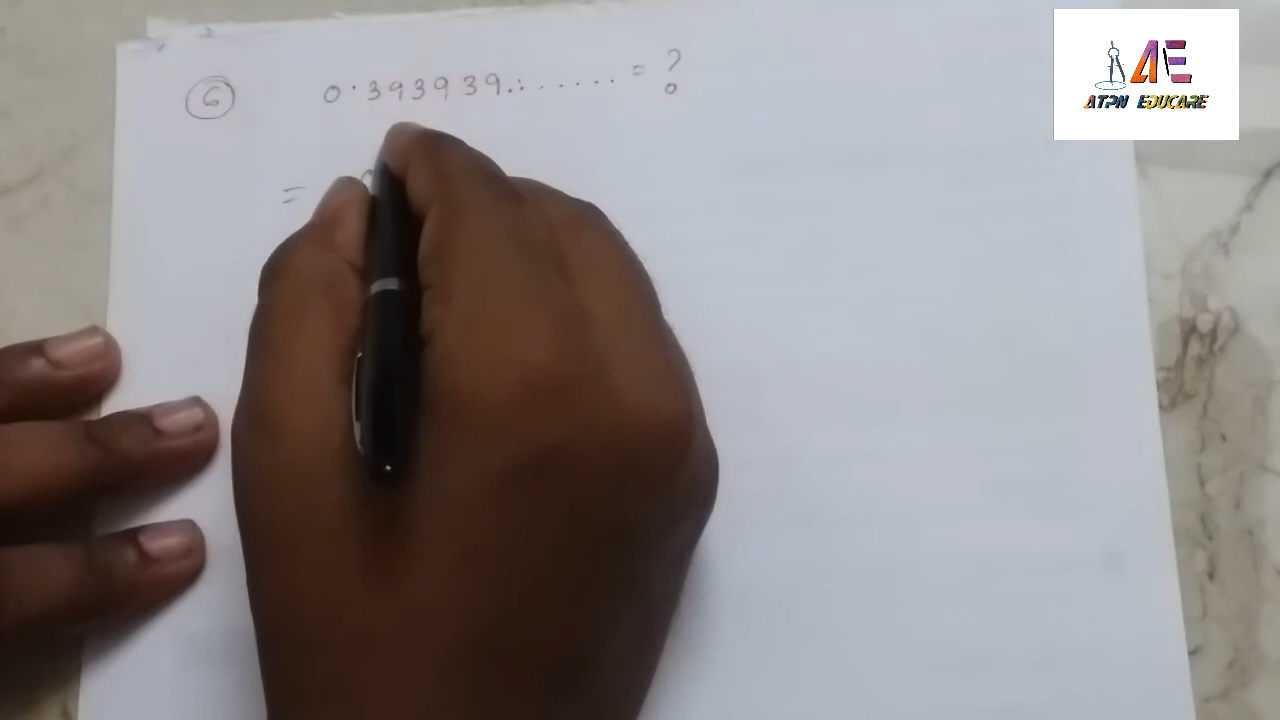 6 0.393939......... = ?
=
AE
ATPN EDUCARE